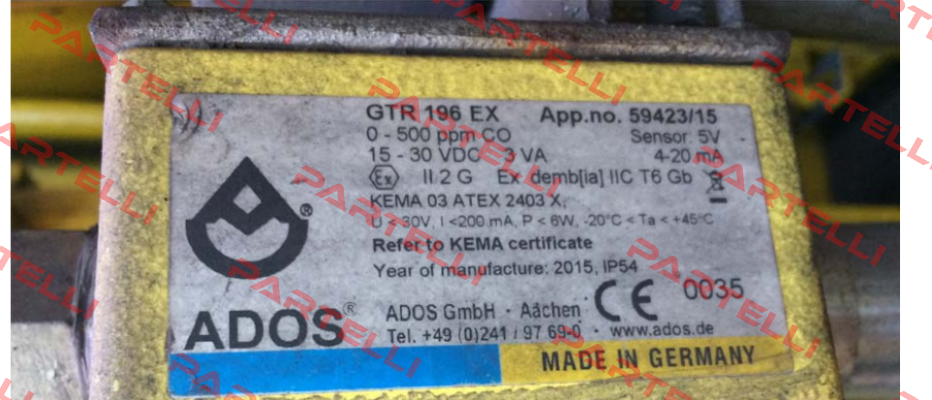 GTR 196 EX App.no. 59423/15
0 - 500 ppm CO Sensor: 5V
15 - 30 VDC 3 VA 4-20 mA
Ex II 2 G Ex demb[ia] IIC T6 Gb
KEMA 03 ATEX 2403 X,
U < 30V, I <200 mA, P < 6W, -20°C < Ta < +45°C
Refer to KEMA certificate
Year of manufacture: 2015, IP54
ADOS® ADOS GmbH · Aachen CE 0035
Tel. +49 (0)241 / 97 69-0 · www.ados.de
MADE IN GERMANY
PARTELLI